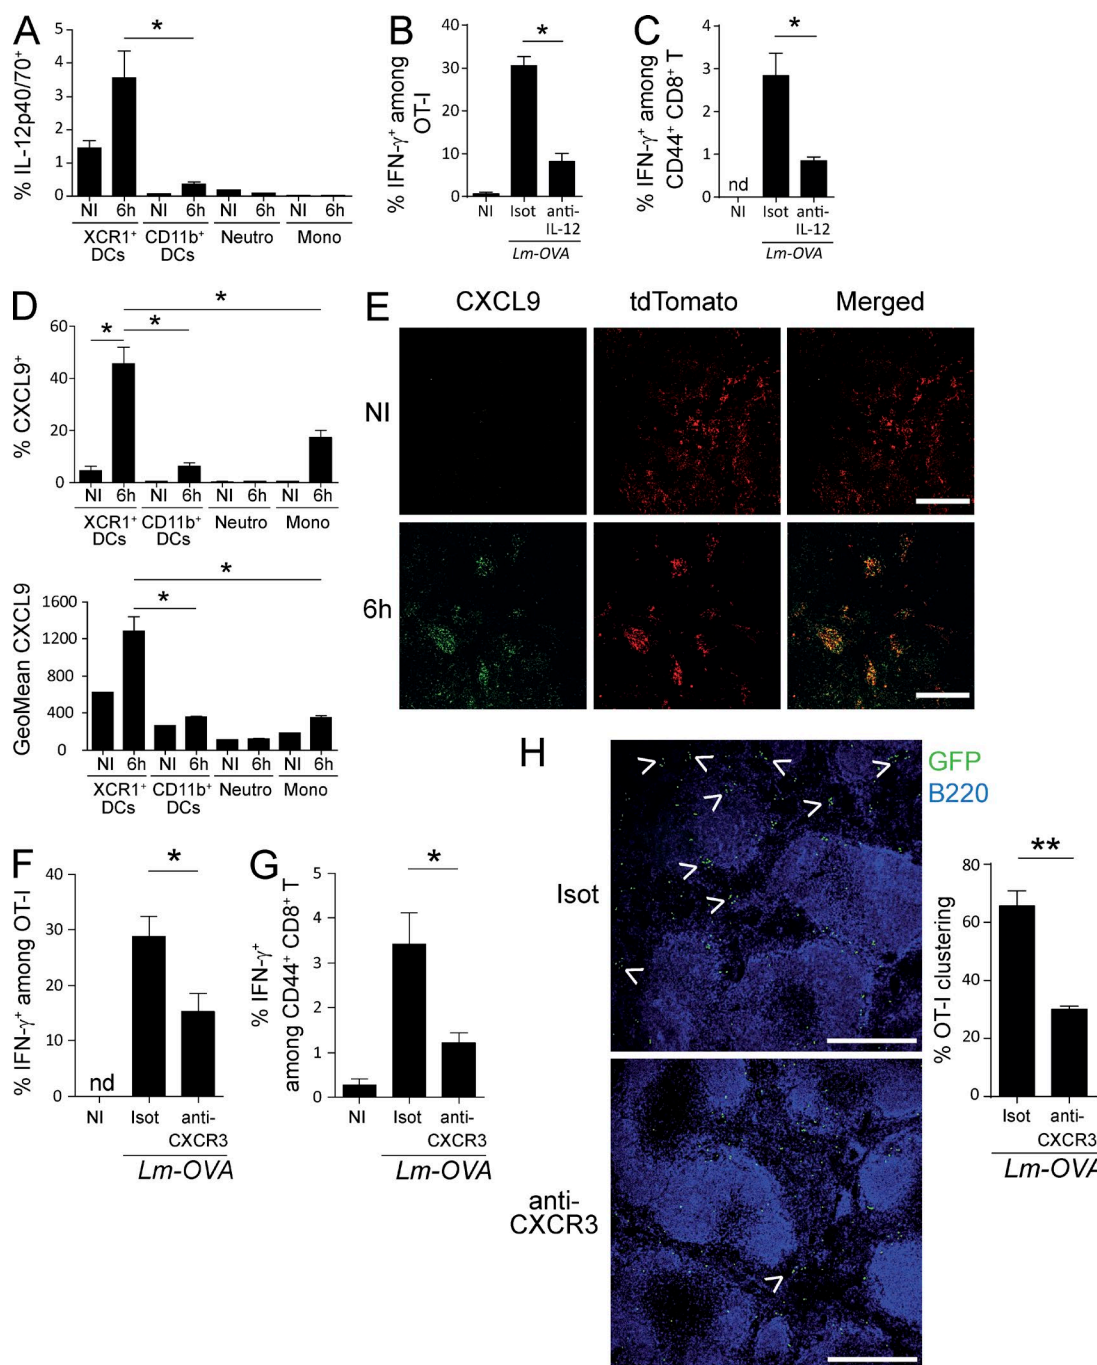 A
*
% IL-12p40/70⁺
5
4
3
2
1
0
NI 6h NI 6h NI 6h NI 6h
XCR1⁺ DCs CD11b⁺ DCs Neutro Mono
B
*
% IFN-γ⁺ among OT-I
40
30
20
10
0
NI Isot anti-IL-12
Lm-OVA
C
*
% IFN-γ⁺ among CD44⁺ CD8⁺ T
4
3
2
1
0
nd
NI Isot anti-IL-12
Lm-OVA
D
*
* *
% CXCL9⁺
60
40
20
0
NI 6h NI 6h NI 6h NI 6h
XCR1⁺ DCs CD11b⁺ DCs Neutro Mono
*
*
GeoMean CXCL9
1600
1200
800
400
0
NI 6h NI 6h NI 6h NI 6h
XCR1⁺ DCs CD11b⁺ DCs Neutro Mono
E
CXCL9 tdTomato Merged
NI
6h
F
*
% IFN-γ⁺ among OT-I
40
30
20
10
0
nd
NI Isot anti-CXCR3
Lm-OVA
G
*
% IFN-γ⁺ among CD44⁺ CD8⁺ T
5
4
3
2
1
0
NI Isot anti-CXCR3
Lm-OVA
H
GFP
B220
Isot
anti-CXCR3
**
% OT-I clustering
80
60
40
20
0
Isot anti-CXCR3
Lm-OVA